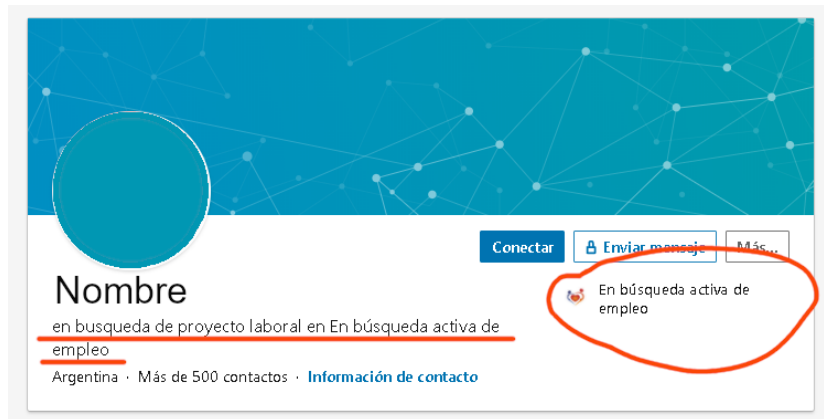 Conectar
Enviar mensaje
Más...
Nombre
En búsqueda activa de
empleo
en busqueda de proyecto laboral en En búsqueda activa de
empleo
Argentina · Más de 500 contactos · Información de contacto